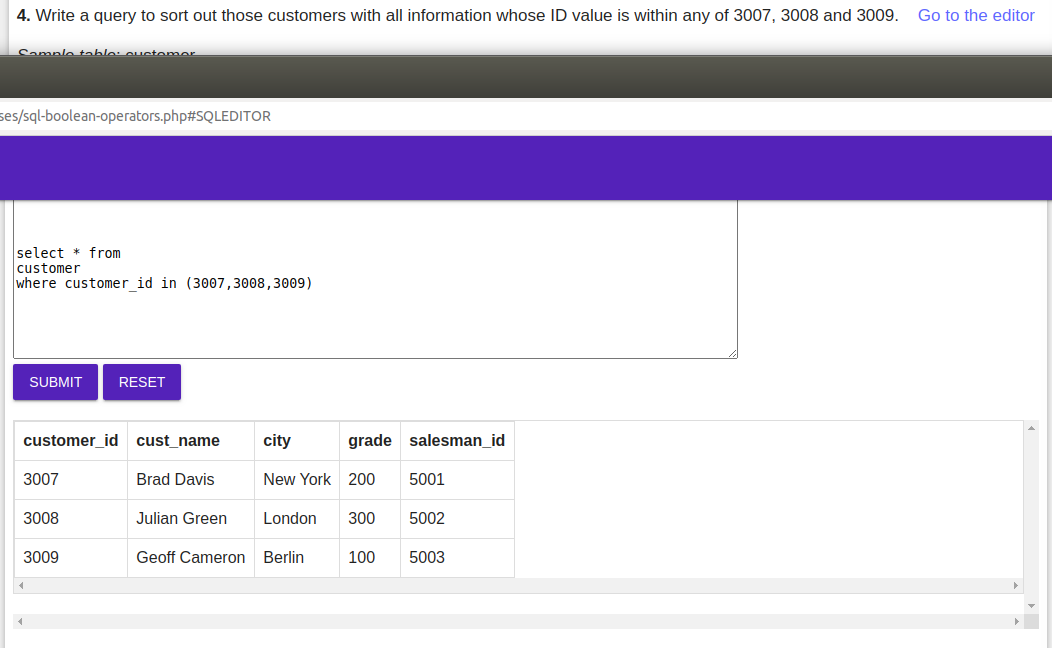 4. Write a query to sort out those customers with all information whose ID value is within any of 3007, 3008 and 3009. Go to the editor
Sample table: customer
ses/sql-boolean-operators.php#SQLEDITOR
select * from
customer
where customer_id in (3007,3008,3009)
SUBMIT RESET
customer_id cust_name city grade salesman_id
3007 Brad Davis New York 200 5001
3008 Julian Green London 300 5002
3009 Geoff Cameron Berlin 100 5003